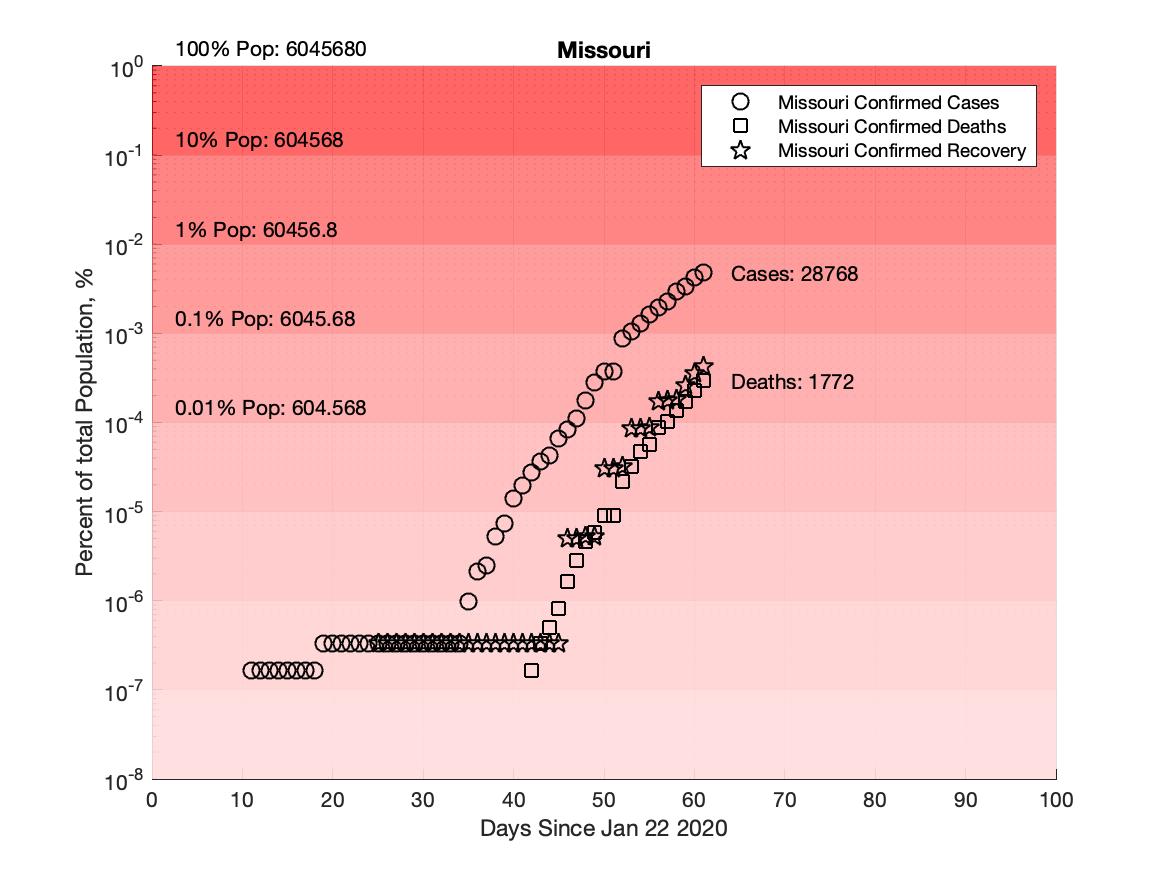 Missouri
100% Pop: 6045680
10% Pop: 604568
1% Pop: 60456.8
0.1% Pop: 6045.68
0.01% Pop: 604.568
Missouri Confirmed Cases
Missouri Confirmed Deaths
Missouri Confirmed Recovery
Cases: 28768
Deaths: 1772
Percent of total Population, %
10^0
10^-1
10^-2
10^-3
10^-4
10^-5
10^-6
10^-7
10^-8
0 10 20 30 40 50 60 70 80 90 100
Days Since Jan 22 2020